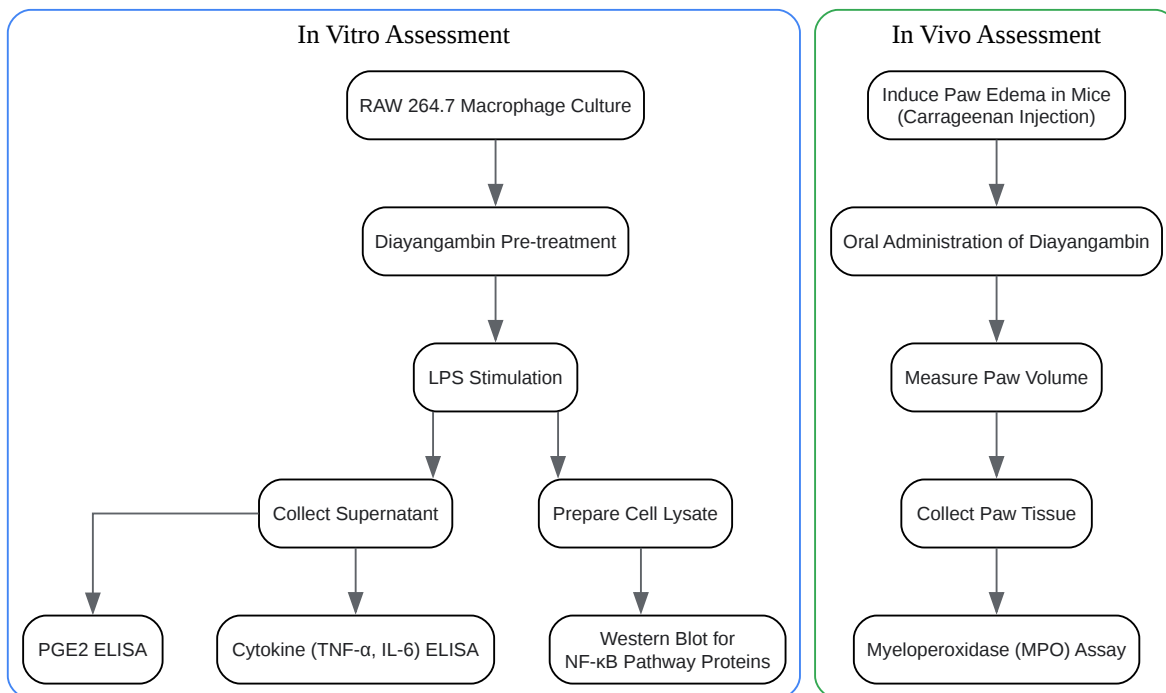 In Vitro Assessment
RAW 264.7 Macrophage Culture
Diayangambin Pre-treatment
LPS Stimulation
Collect Supernatant
Prepare Cell Lysate
PGE2 ELISA
Cytokine (TNF-α, IL-6) ELISA
Western Blot for
NF-κB Pathway Proteins
In Vivo Assessment
Induce Paw Edema in Mice
(Carrageenan Injection)
Oral Administration of Diayangambin
Measure Paw Volume
Collect Paw Tissue
Myeloperoxidase (MPO) Assay